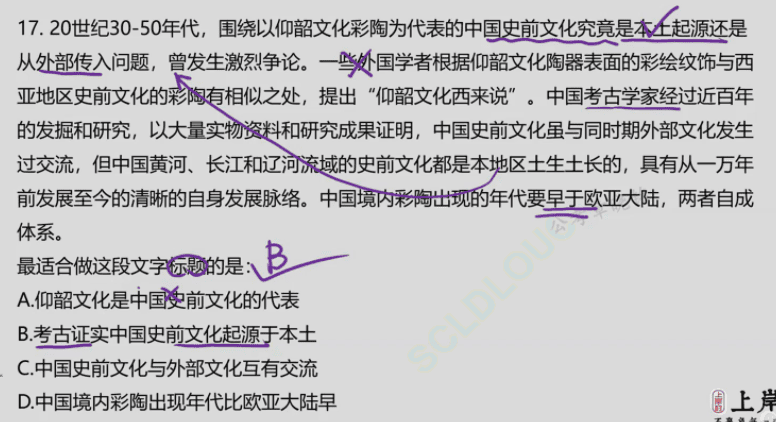 17. 20世纪30-50年代，围绕以仰韶文化彩陶为代表的中国史前文化究竟是本土起源还是
从外部传入问题，曾发生激烈争论。一些外国学者根据仰韶文化陶器表面的彩绘纹饰与西
亚地区史前文化的彩陶有相似之处，提出“仰韶文化西来说”。中国考古学家经过近百年
的发掘和研究，以大量实物资料和研究成果证明，中国史前文化虽与同时期外部文化发生
过交流，但中国黄河、长江和辽河流域的史前文化都是本地区土生土长的，具有从一万年
前发展至今的清晰的自身发展脉络。中国境内彩陶出现的年代要早于欧亚大陆，两者自成
体系。
最适合做这段文字标题的是：B
A.仰韶文化是中国史前文化的代表
B.考古证实中国史前文化起源于本土
C.中国史前文化与外部文化互有交流
D.中国境内彩陶出现年代比欧亚大陆早
SCLDLOU
上岸